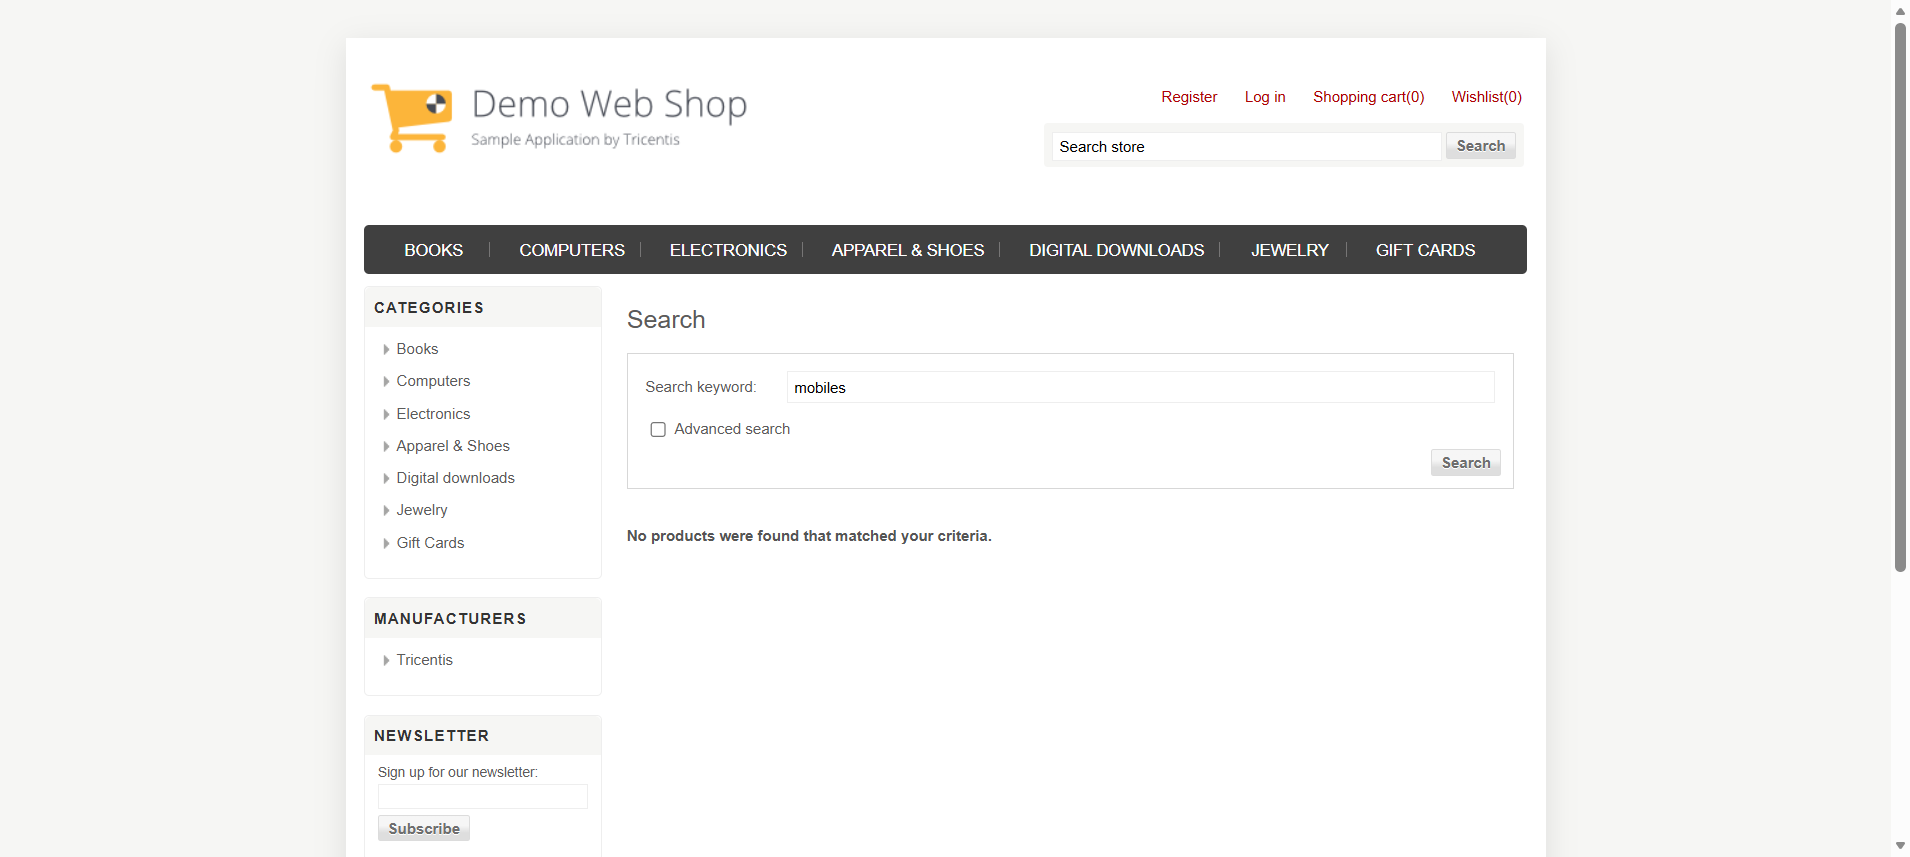 Demo Web Shop
Sample Application by Tricentis
Register Log in Shopping cart(0) Wishlist(0)
Search store Search
BOOKS COMPUTERS ELECTRONICS APPAREL & SHOES DIGITAL DOWNLOADS JEWELRY GIFT CARDS
CATEGORIES
Books
Computers
Electronics
Apparel & Shoes
Digital downloads
Jewelry
Gift Cards
MANUFACTURERS
Tricentis
NEWSLETTER
Sign up for our newsletter:
Subscribe
Search
Search keyword: mobiles
Advanced search
Search
No products were found that matched your criteria.